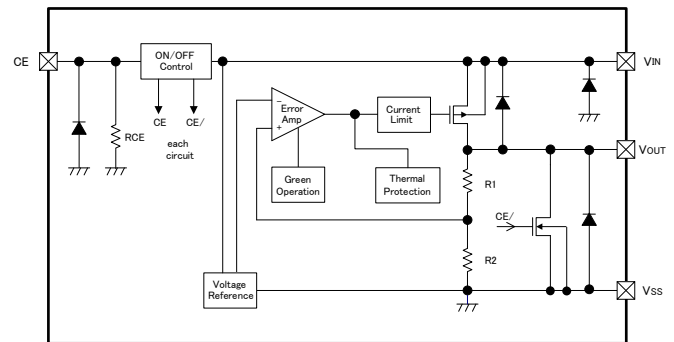 CE
ON/OFF
Control
VIN
CE
CE/
RCE
each
circuit
−
Error
Amp
+
Current
Limit
Green
Operation
Thermal
Protection
VOUT
R1
CE/
R2
Voltage
Reference
VSS